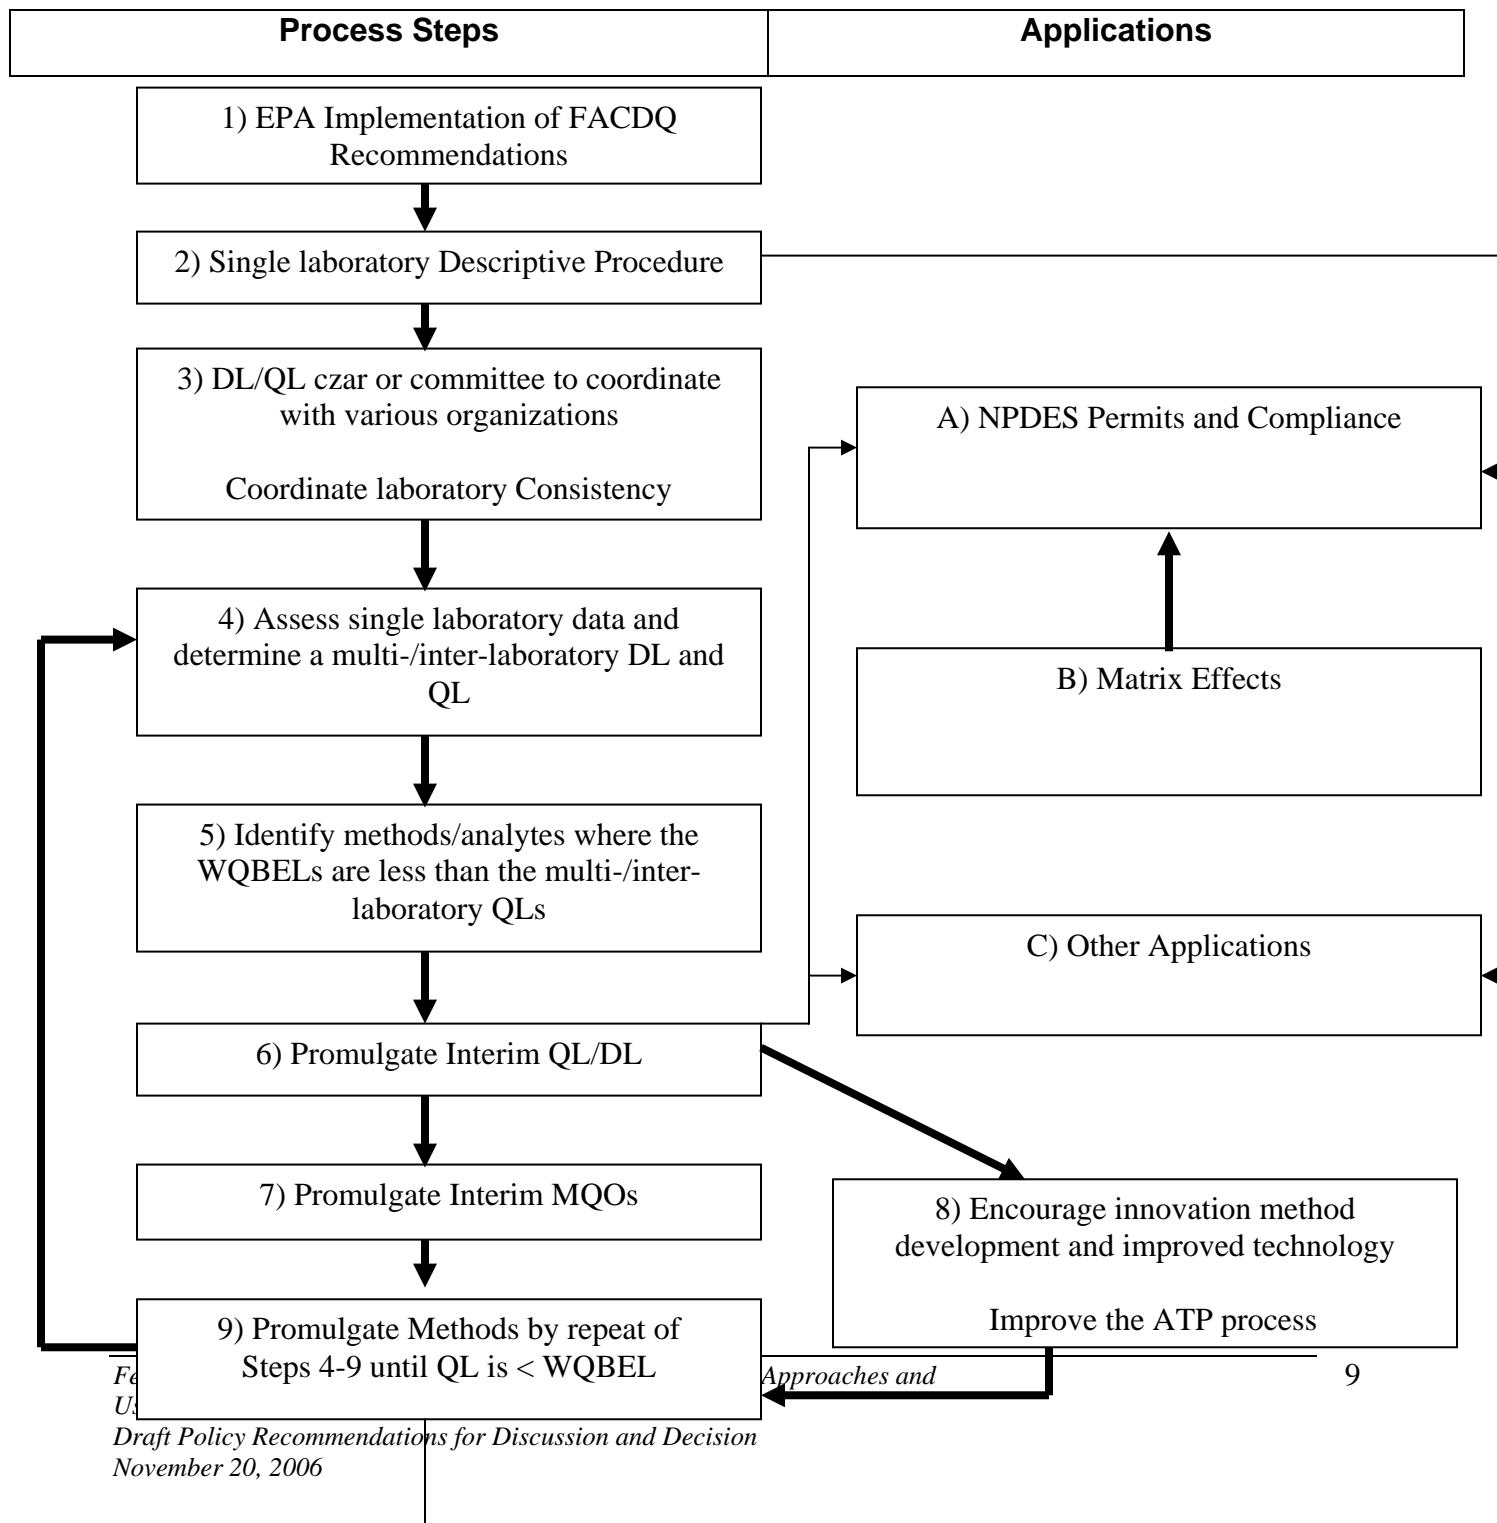 Process Steps
Applications
1) EPA Implementation of FACDQ
Recommendations
2) Single laboratory Descriptive Procedure
3) DL/QL czar or committee to coordinate
with various organizations
Coordinate laboratory Consistency
A) NPDES Permits and Compliance
4) Assess single laboratory data and
determine a multi-/inter-laboratory DL and
QL
B) Matrix Effects
5) Identify methods/analytes where the
WQBELs are less than the multi-/inter-
laboratory QLs
C) Other Applications
6) Promulgate Interim QL/DL
7) Promulgate Interim MQOs
8) Encourage innovation method
development and improved technology
Improve the ATP process
9) Promulgate Methods by repeat of
Steps 4-9 until QL is < WQBEL
Approaches and
9
Draft Policy Recommendations for Discussion and Decision
November 20, 2006